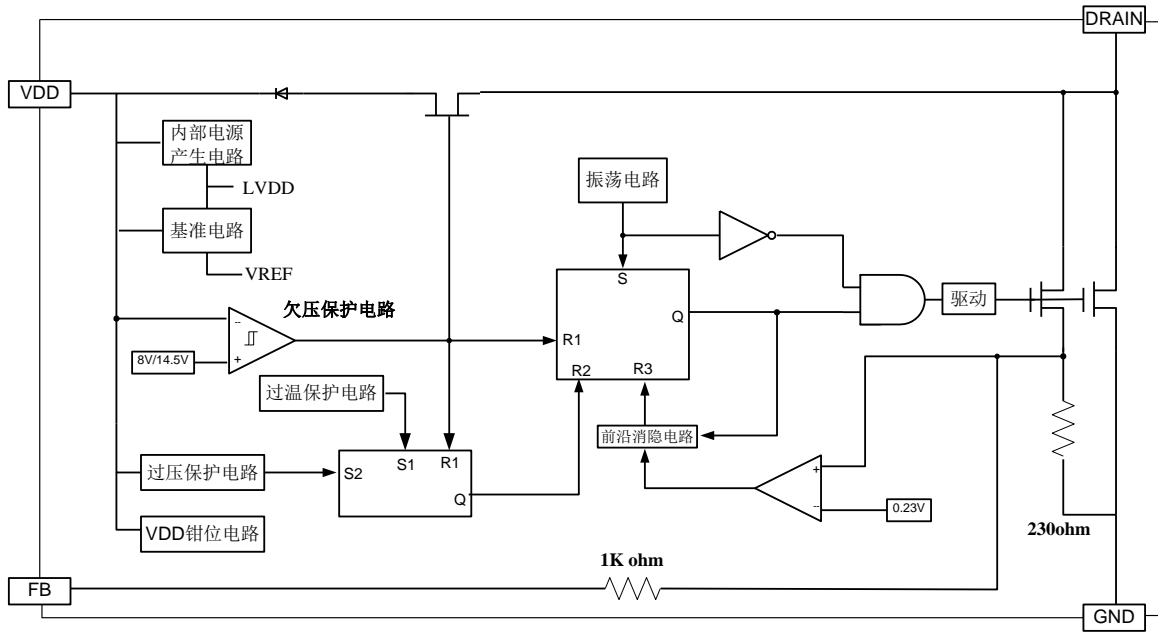 DRAIN
VDD
内部电源
产生电路
LVDD
基准电路
VREF
振荡电路
欠压保护电路
--
+
8V/14.5V
S
Q
R1
R2
R3
驱动
过温保护电路
前沿消隐电路
过压保护电路
S2
S1
R1
Q
+
--
0.23V
VDD钳位电路
230ohm
1K ohm
FB
GND